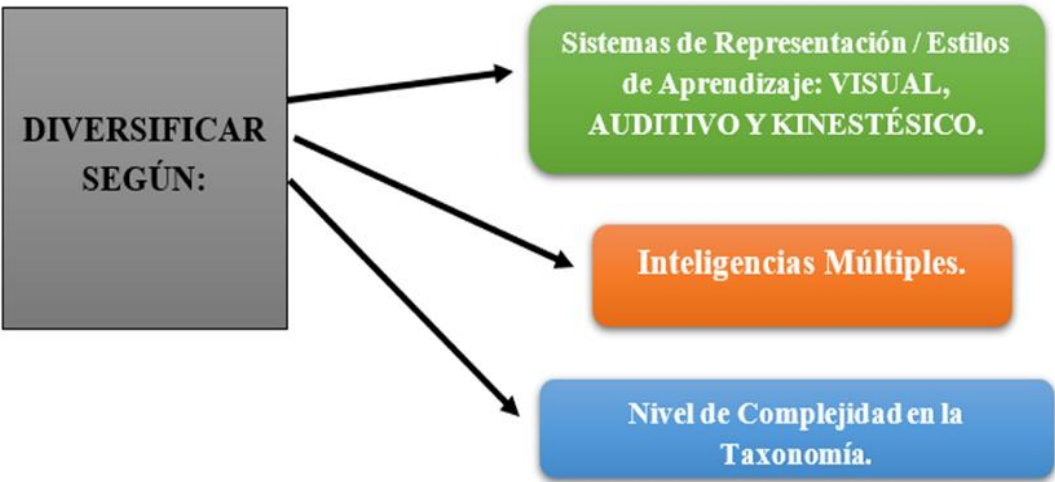 DIVERSIFICAR
SEGÚN:
Sistemas de Representación / Estilos
de Aprendizaje: VISUAL,
AUDITIVO Y KINESTÉSICO.
Inteligencias Múltiples.
Nivel de Complejidad en la
Taxonomía.